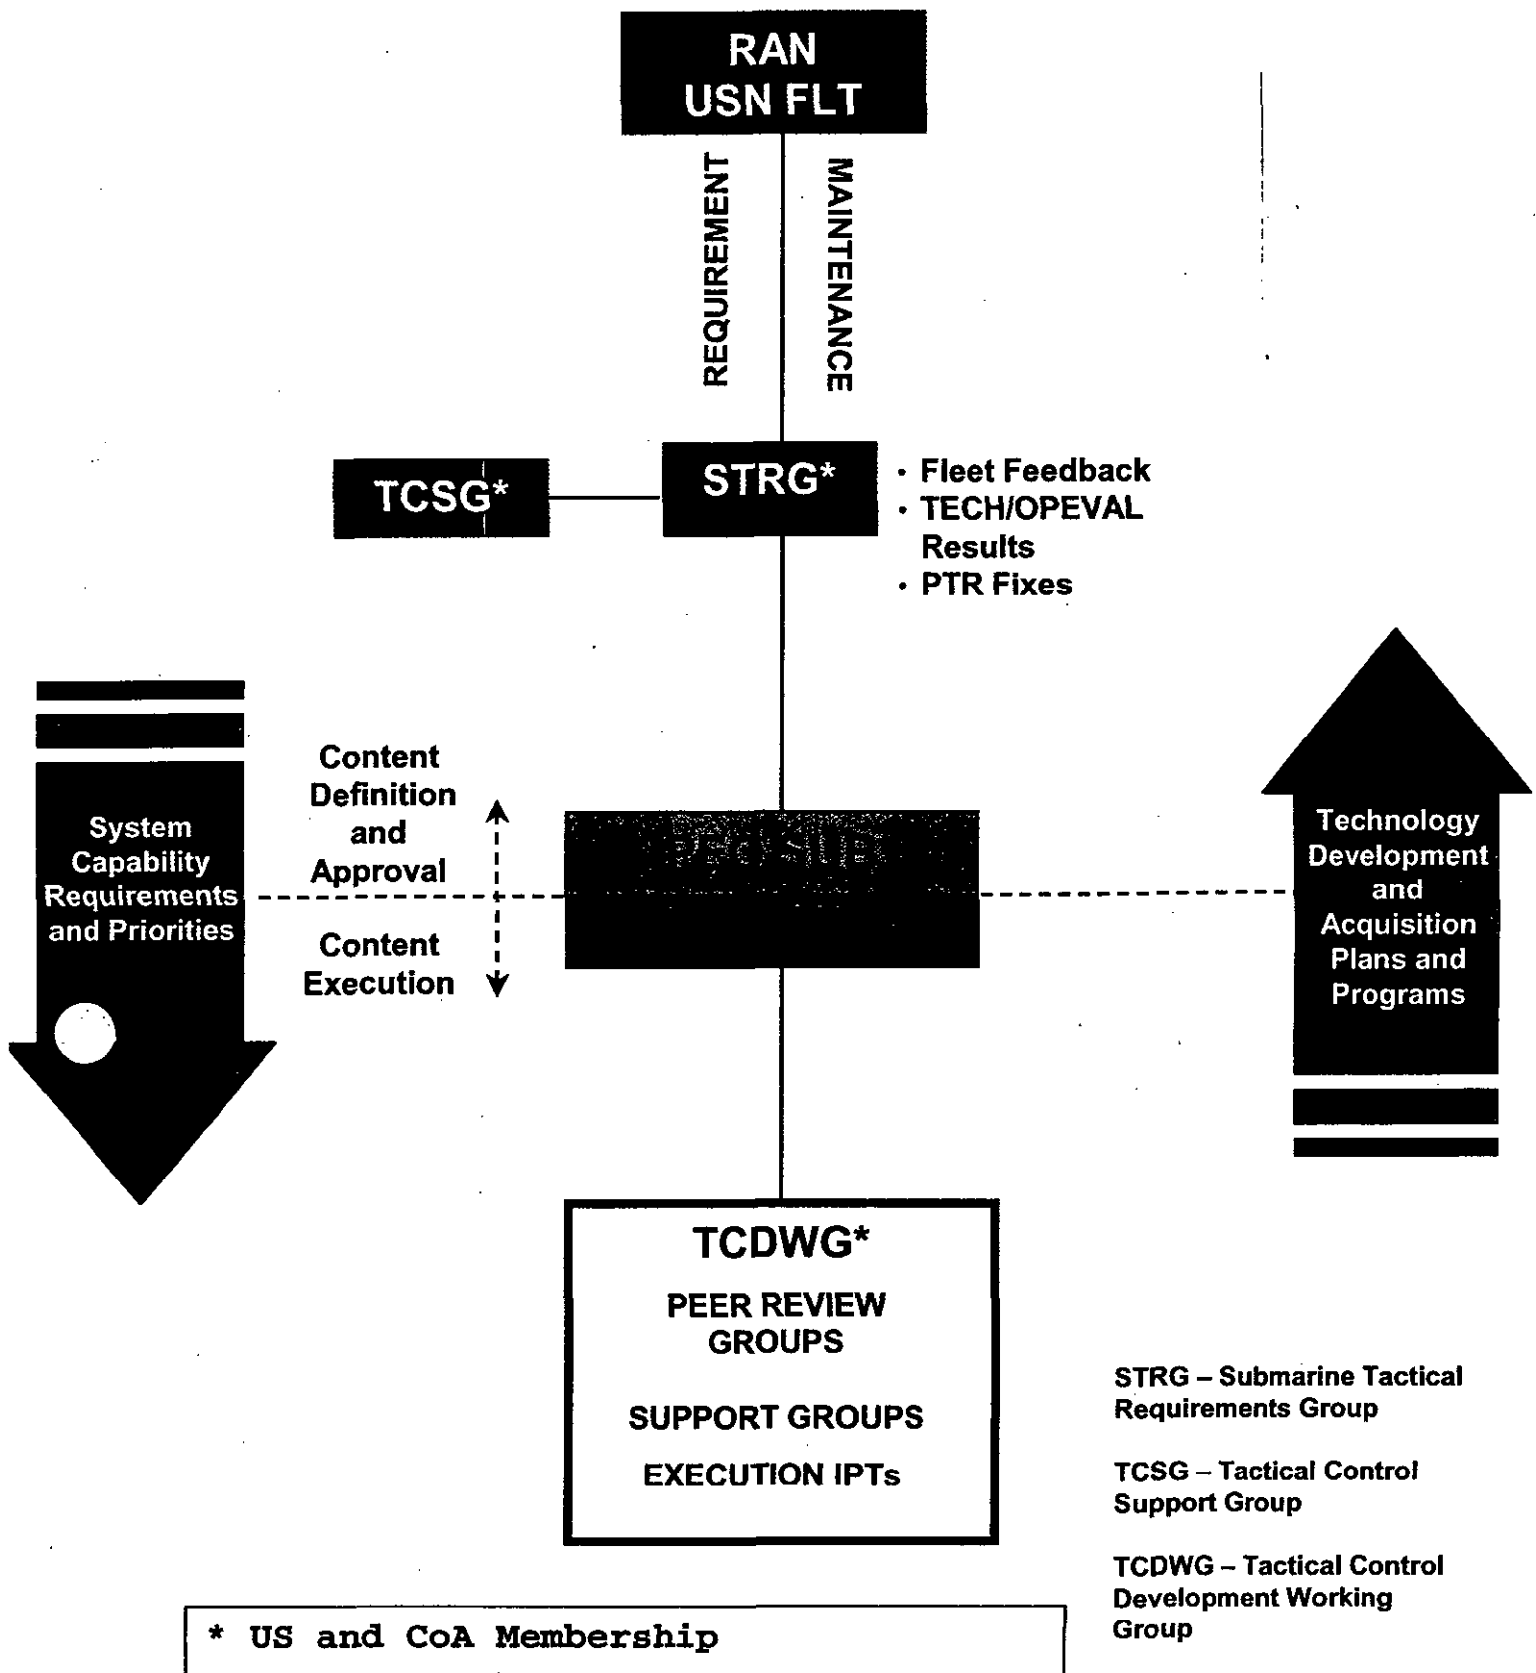 RAN
USN FLT
REQUIREMENT
MAINTENANCE
TCSG*
STRG*
· Fleet Feedback
· TECH/OPEVAL
Results
· PTR Fixes
System
Capability
Requirements
and Priorities
Content
Definition
and
Approval
Content
Execution
PEO SUB
Technology
Development
and
Acquisition
Plans and
Programs
TCDWG*
PEER REVIEW
GROUPS
SUPPORT GROUPS
EXECUTION IPTs
STRG – Submarine Tactical
Requirements Group
TCSG – Tactical Control
Support Group
TCDWG – Tactical Control
Development Working
Group
* US and CoA Membership